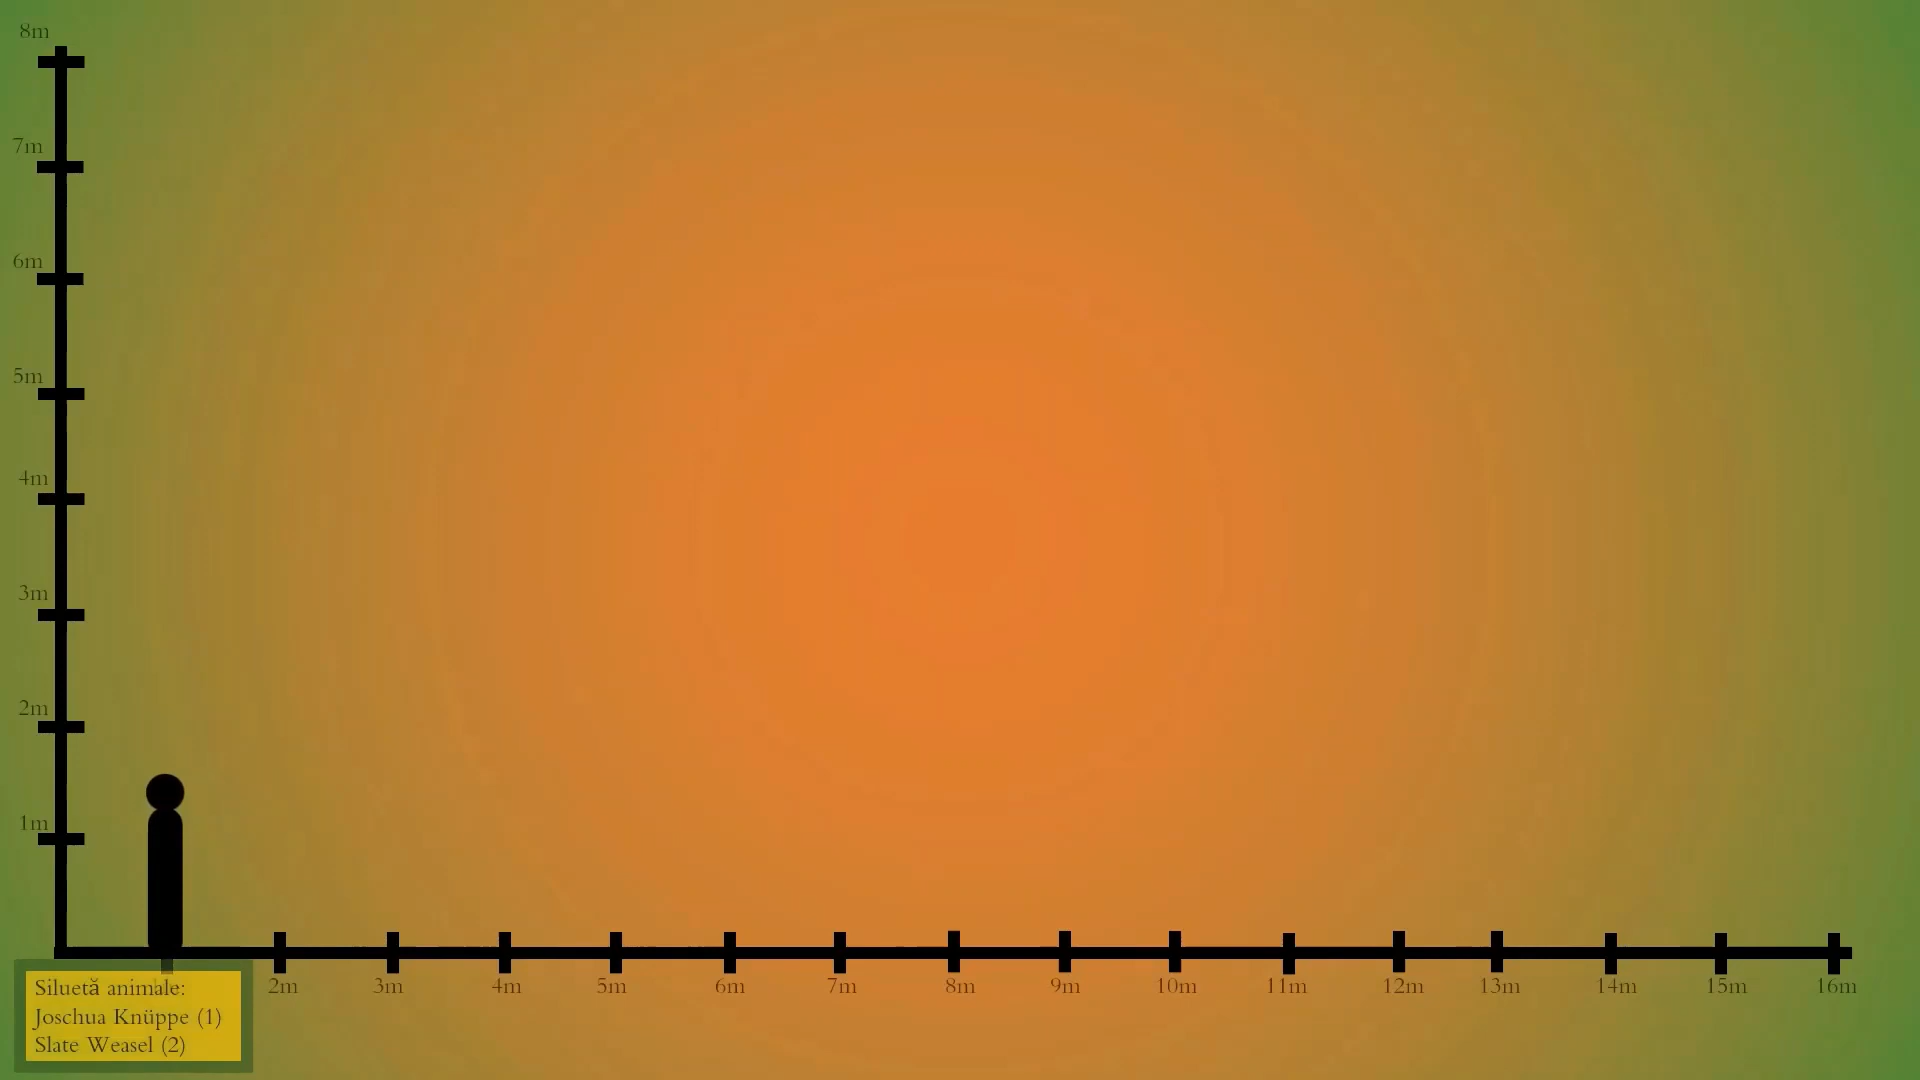 8m
7m
6m
5m
4m
3m
2m
1m
2m
3m
4m
5m
6m
7m
8m
9m
10m
11m
12m
13m
14m
15m
16m
Siluetă animale:
Joschua Knüppe (1)
Slate Weasel (2)